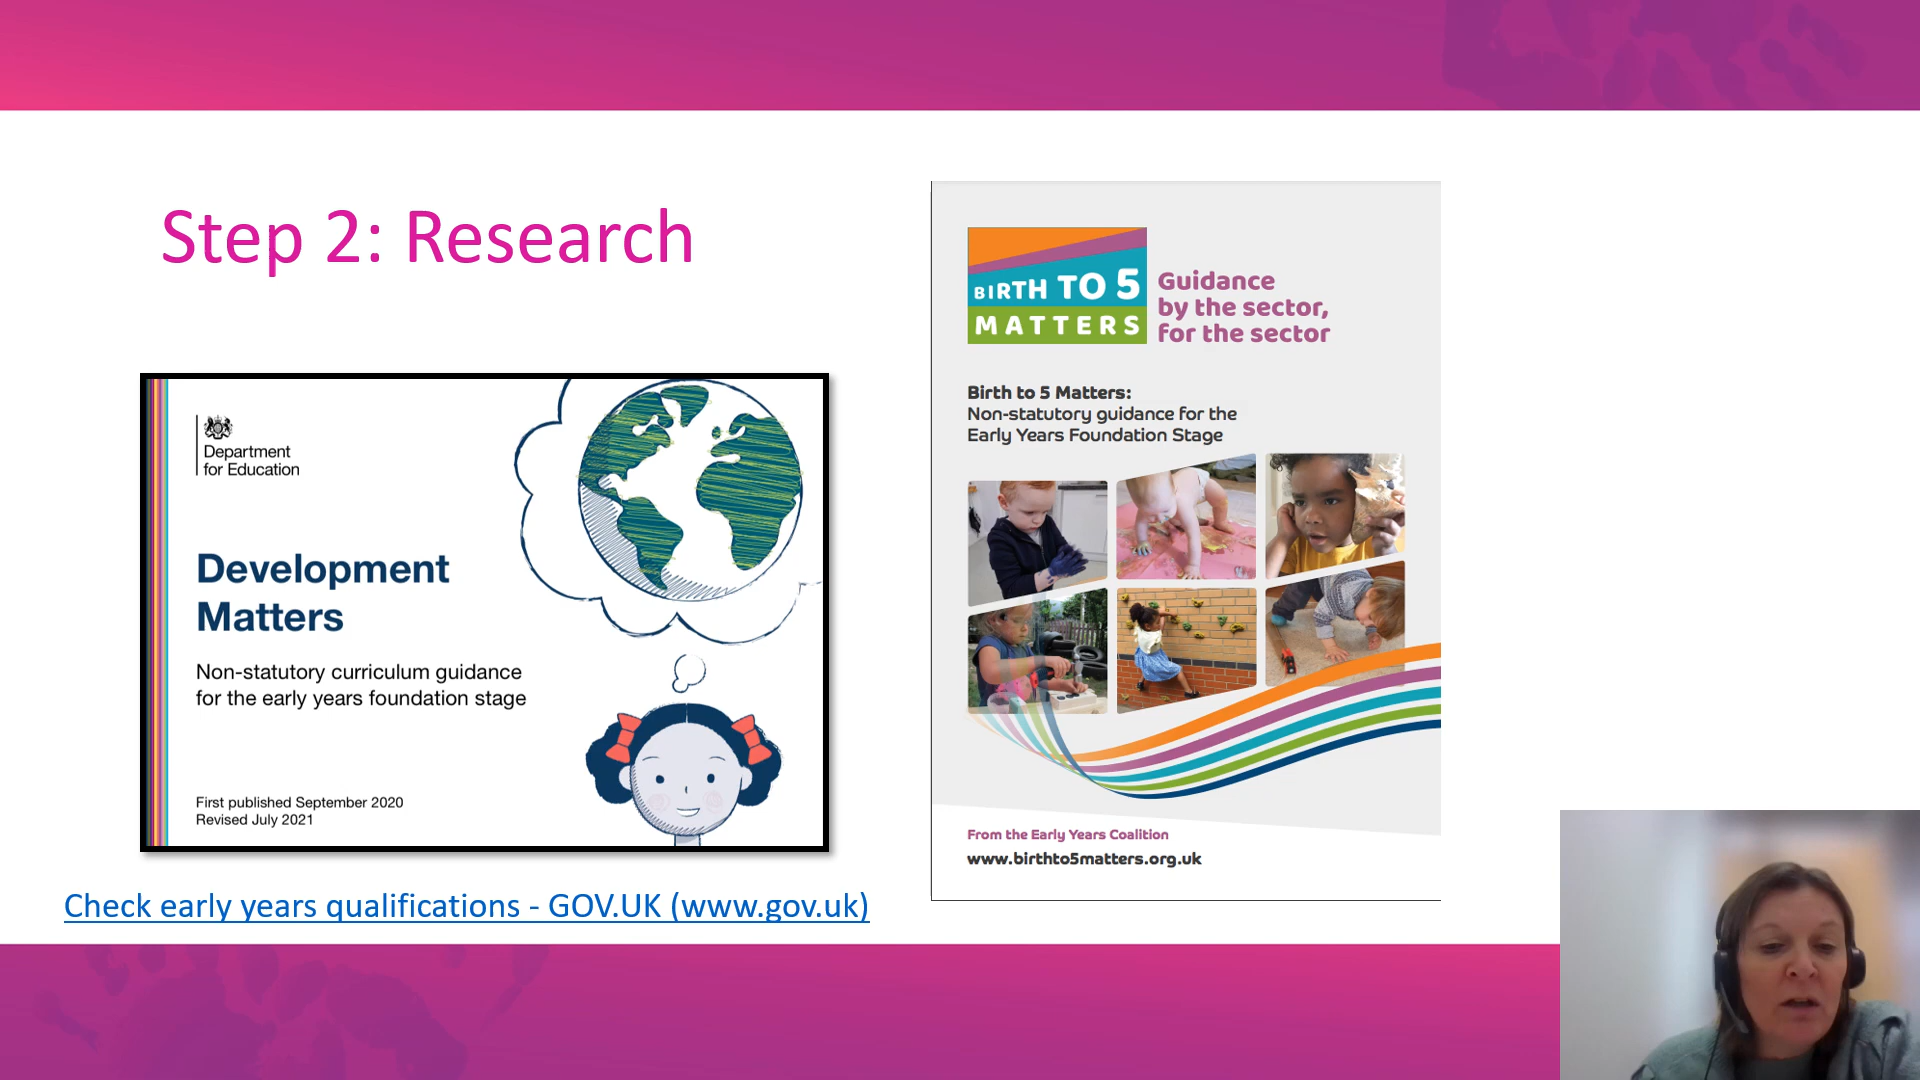 Step 2: Research
Department
for Education
Development
Matters
Non-statutory curriculum guidance
for the early years foundation stage
First published September 2020
Revised July 2021
Check early years qualifications - GOV.UK (www.gov.uk)
BIRTH TO 5
MATTERS
Guidance
by the sector,
for the sector
Birth to 5 Matters:
Non-statutory guidance for the
Early Years Foundation Stage
From the Early Years Coalition
www.birthto5matters.org.uk